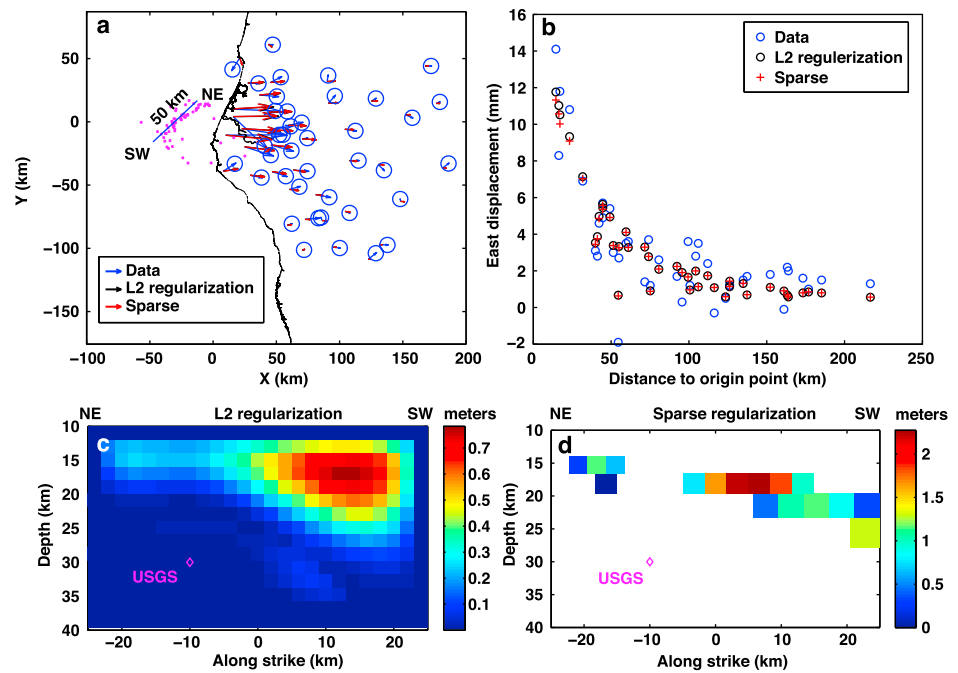 a
50
0
−50
−100
−150
Y (km)
50 km
NE
SW
Data
L2 regularization
Sparse
−100
−50
0
50
100
150
200
X (km)
b
16
14
12
10
8
6
4
2
0
−2
East displacement (mm)
Data
L2 regulerization
Sparse
0
50
100
150
200
250
Distance to origin point (km)
NE
L2 regularization
SW
meters
c
10
15
20
25
30
35
40
Depth (km)
USGS
−20
−10
0
10
20
Along strike (km)
0.7
0.6
0.5
0.4
0.3
0.2
0.1
NE
Sparse regularization
SW
meters
d
10
15
20
25
30
35
40
Depth (km)
USGS
−20
−10
0
10
20
Along strike (km)
2
1.5
1
0.5
0